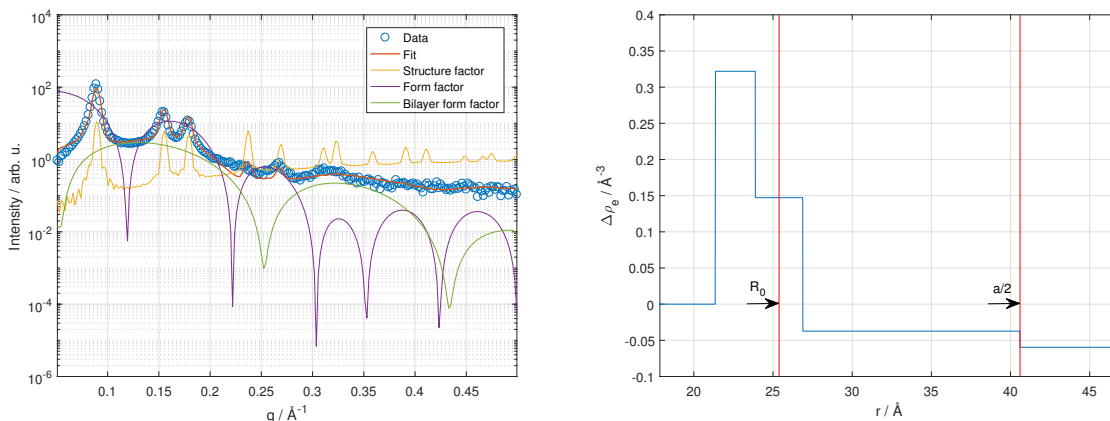 10^4
10^2
10^0
10^-2
10^-4
10^-6
Intensity / arb. u.
0.1 0.15 0.2 0.25 0.3 0.35 0.4 0.45
q / Å^-1
Data
Fit
Structure factor
Form factor
Bilayer form factor
0.4
0.35
0.3
0.25
0.2
0.15
0.1
0.05
0
-0.05
-0.1
Δρ_e / Å^-3
R_0
a/2
20 25 30 35 40 45
r / Å